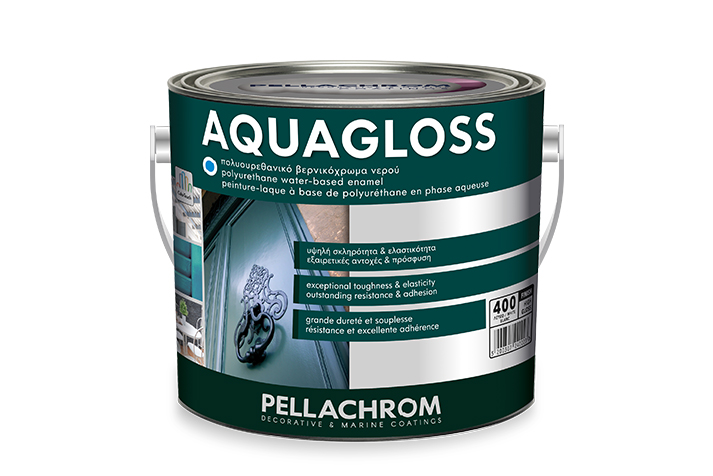 PELLACHROM
AQUAGLOSS
πολυουρεθανικό βερνικόχρωμα νερού
polyurethane water-based enamel
peinture-laque à base de polyuréthane en phase aqueuse
υψηλή σκληρότητα & ελαστικότητα
εξαιρετικές αντοχές & πρόσφυση
exceptional toughness & elasticity
outstanding resistance & adhesion
grande dureté et souplesse
résistance et excellente adhérence
400
PELLACHROM
DECORATIVE & MARINE COATINGS